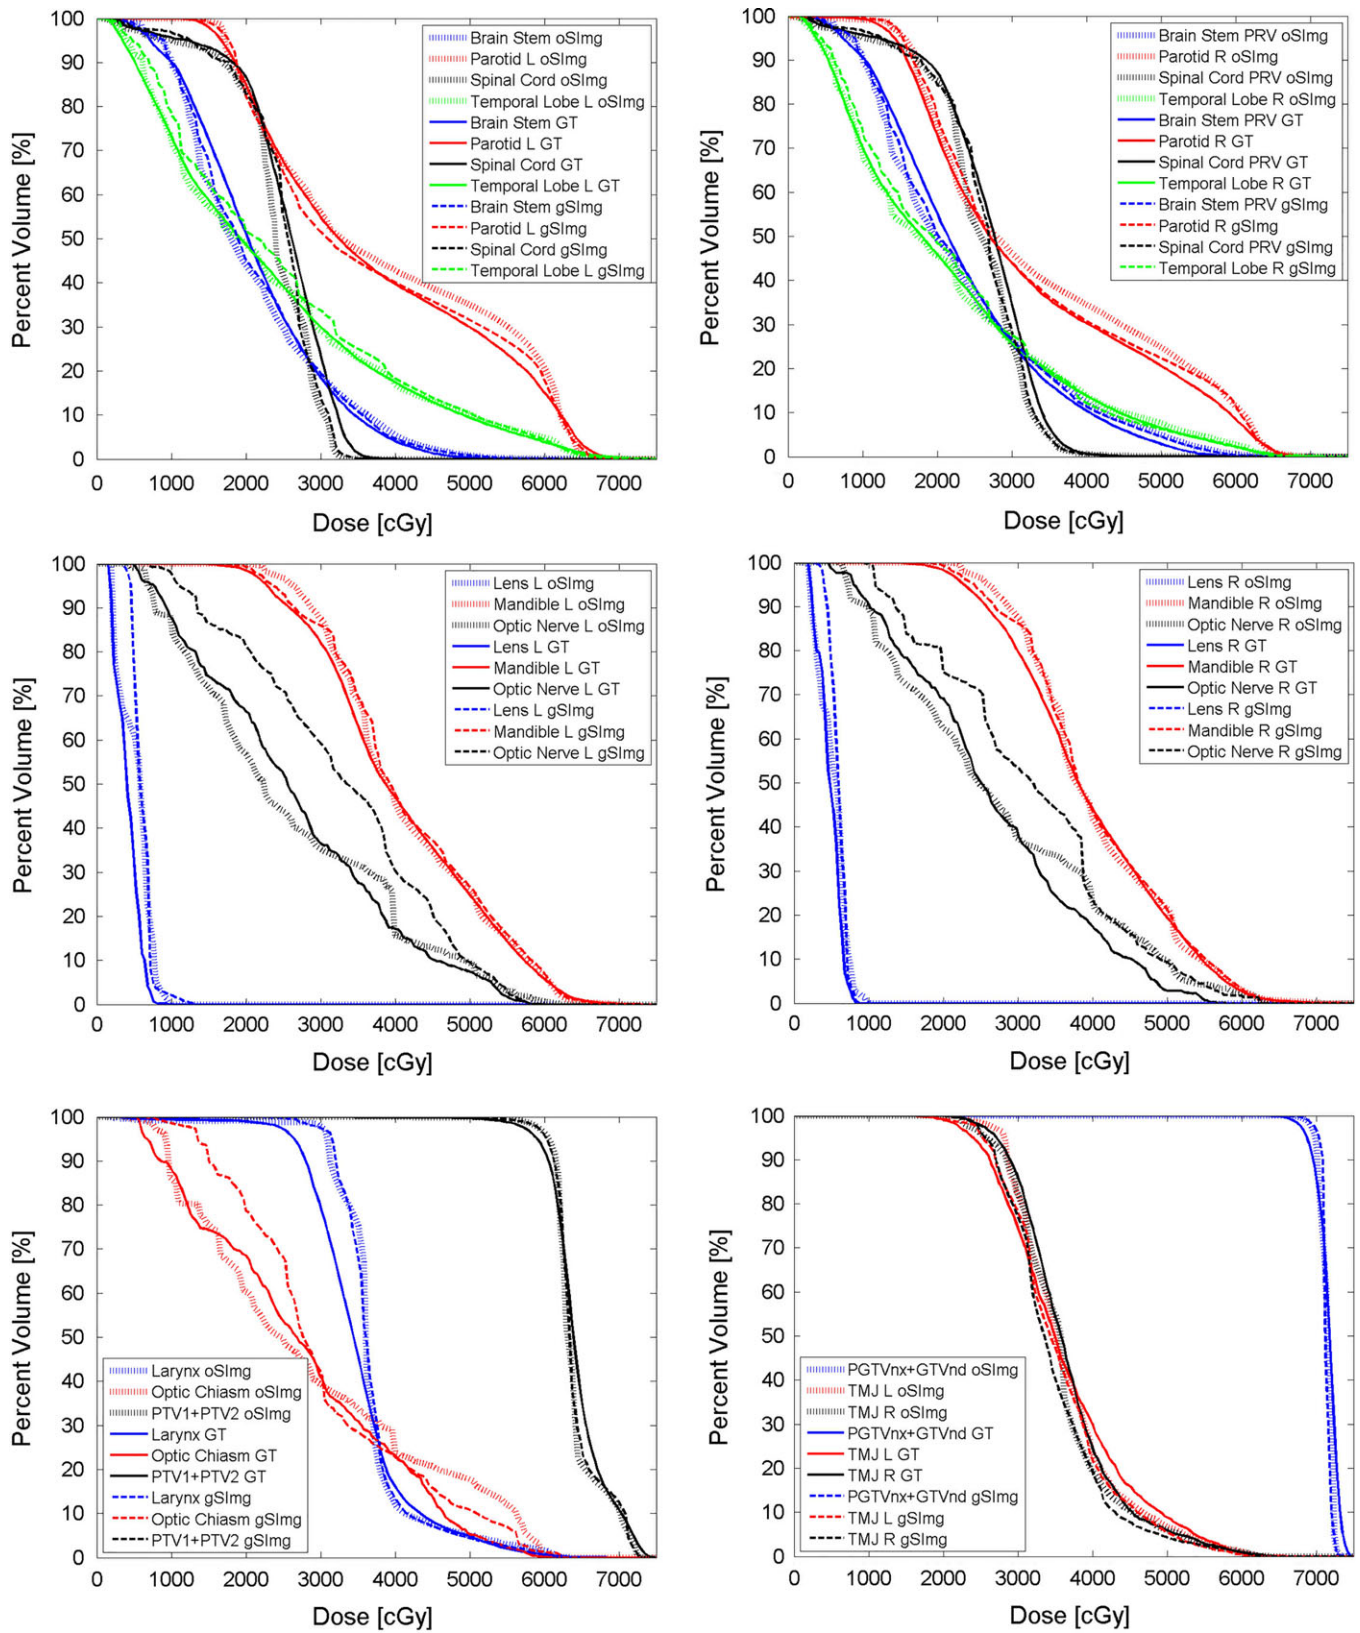 Percent Volume [%]
100
90
80
70
60
50
40
30
20
10
0
Brain Stem oSImg
Parotid L oSImg
Spinal Cord oSImg
Temporal Lobe L oSImg
Brain Stem GT
Parotid L GT
Spinal Cord GT
Temporal Lobe L GT
Brain Stem gSImg
Parotid L gSImg
Spinal Cord gSImg
Temporal Lobe L gSImg
0 1000 2000 3000 4000 5000 6000 7000
Dose [cGy]
Percent Volume [%]
100
90
80
70
60
50
40
30
20
10
0
Brain Stem PRV oSImg
Parotid R oSImg
Spinal Cord PRV oSImg
Temporal Lobe R oSImg
Brain Stem PRV GT
Parotid R GT
Spinal Cord PRV GT
Temporal Lobe R GT
Brain Stem PRV gSImg
Parotid R gSImg
Spinal Cord PRV gSImg
Temporal Lobe R gSImg
0 1000 2000 3000 4000 5000 6000 7000
Dose [cGy]
Percent Volume [%]
100
90
80
70
60
50
40
30
20
10
0
Lens L oSImg
Mandible L oSImg
Optic Nerve L oSImg
Lens L GT
Mandible L GT
Optic Nerve L GT
Lens L gSImg
Mandible L gSImg
Optic Nerve L gSImg
0 1000 2000 3000 4000 5000 6000 7000
Dose [cGy]
Percent Volume [%]
100
90
80
70
60
50
40
30
20
10
0
Lens R oSImg
Mandible R oSImg
Optic Nerve R oSImg
Lens R GT
Mandible R GT
Optic Nerve R GT
Lens R gSImg
Mandible R gSImg
Optic Nerve R gSImg
0 1000 2000 3000 4000 5000 6000 7000
Dose [cGy]
Percent Volume [%]
100
90
80
70
60
50
40
30
20
10
0
Larynx oSImg
Optic Chiasm oSImg
PTV1+PTV2 oSImg
Larynx GT
Optic Chiasm GT
PTV1+PTV2 GT
Larynx gSImg
Optic Chiasm gSImg
PTV1+PTV2 gSImg
0 1000 2000 3000 4000 5000 6000 7000
Dose [cGy]
Percent Volume [%]
100
90
80
70
60
50
40
30
20
10
0
PGTVnx+GTVnd oSImg
TMJ L oSImg
TMJ R oSImg
PGTVnx+GTVnd GT
TMJ L GT
TMJ R GT
PGTVnx+GTVnd gSImg
TMJ L gSImg
TMJ R gSImg
0 1000 2000 3000 4000 5000 6000 7000
Dose [cGy]